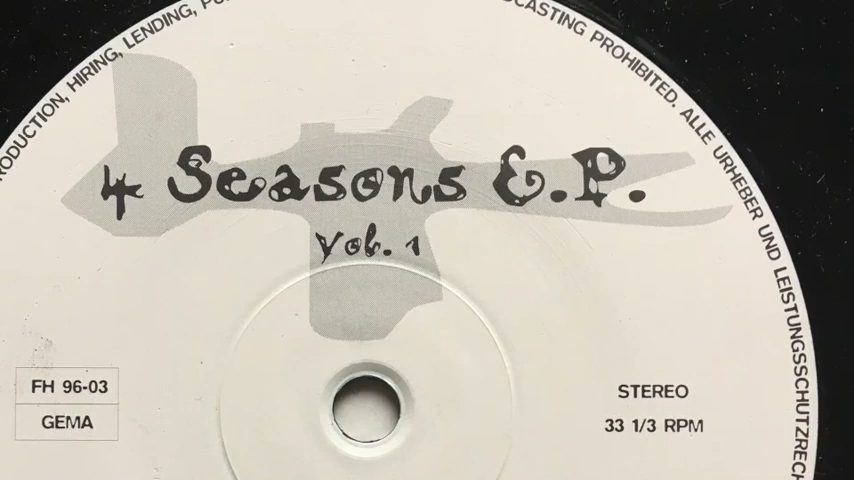 RODUCTION, HIRING, LENDING,
CASTING PROHIBITED. ALLE URHEBER UND LEISTUNGSSCHUTZRECH
4 Seasons E.P.
Vol. 1
FH 96-03
GEMA
STEREO
33 1/3 RPM